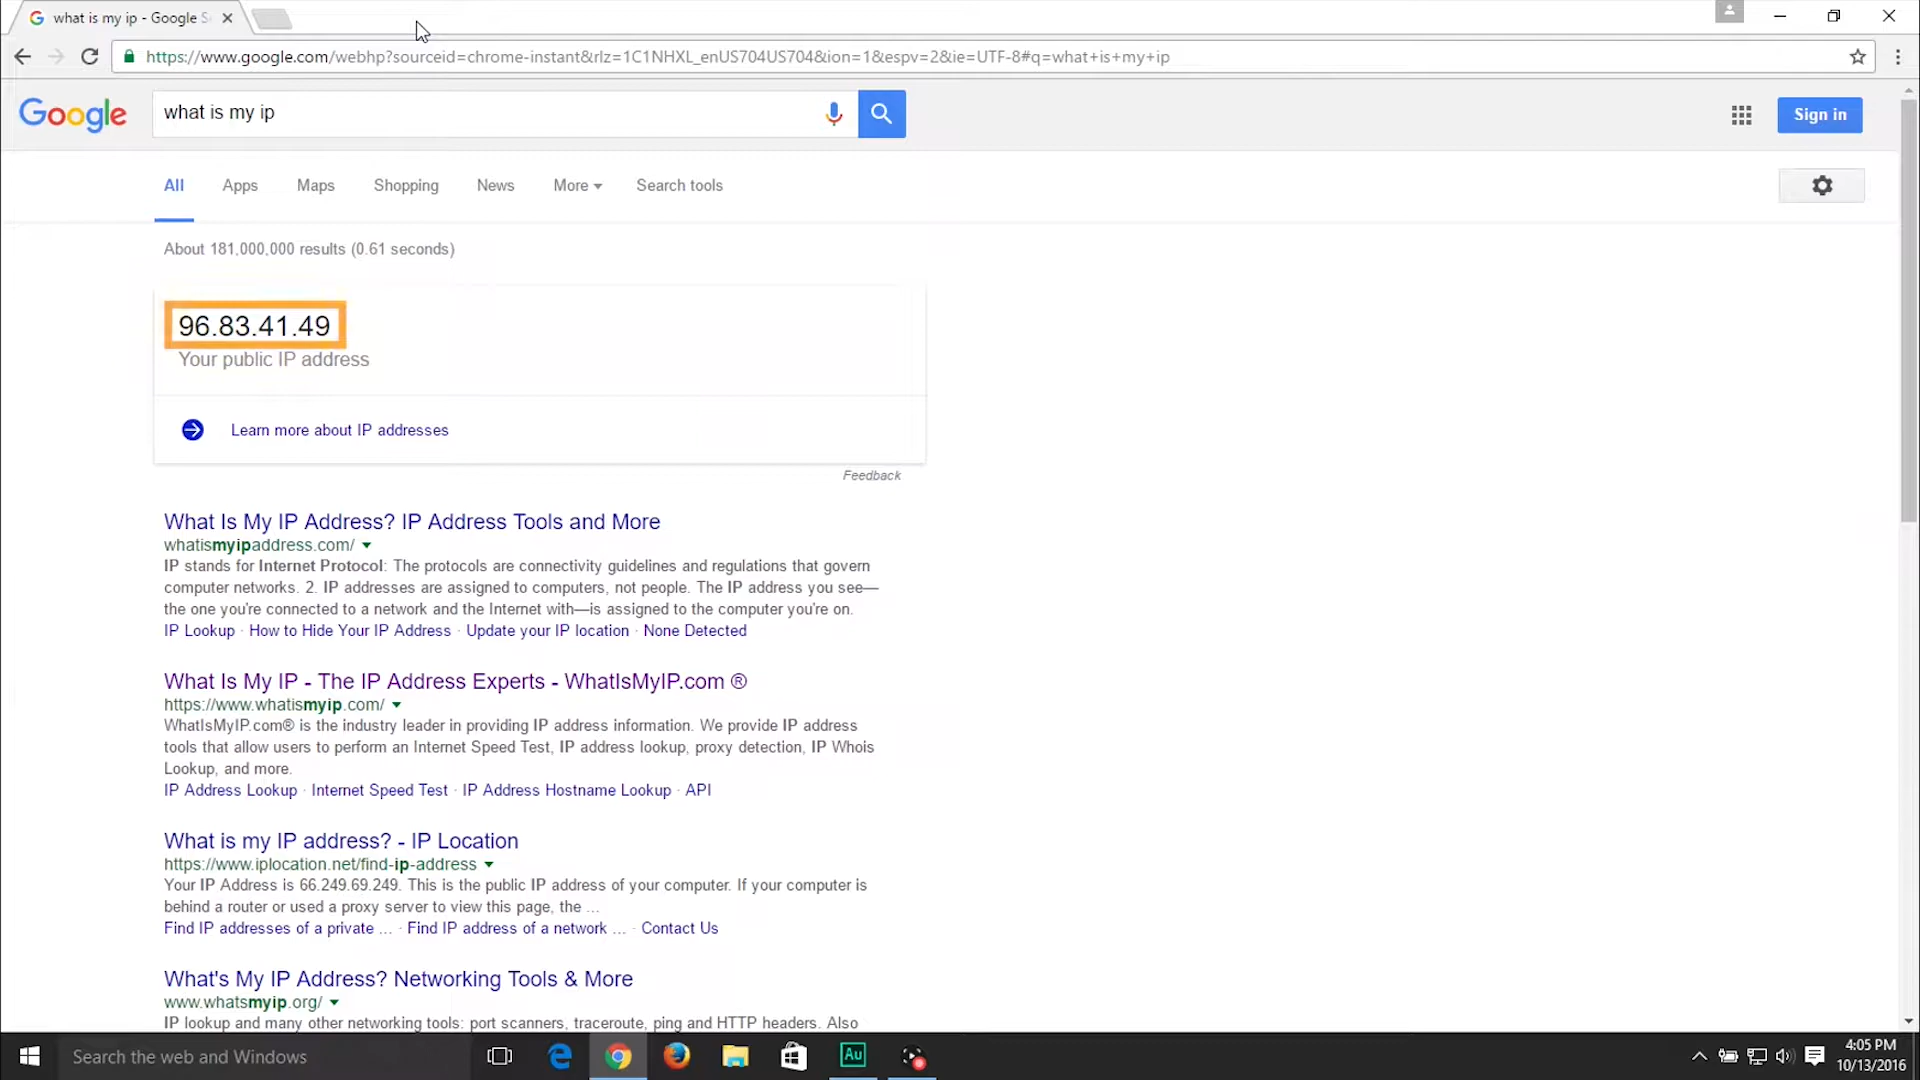 what is my ip - Google S
https://www.google.com/webhp?sourceid=chrome-instant&rlz=1C1NHXL_enUS704US704&ion=1&espv=2&ie=UTF-8#q=what+is+my+ip
Google
what is my ip
Sign in
All Apps Maps Shopping News More Search tools
About 181,000,000 results (0.61 seconds)
96.83.41.49
Your public IP address
Learn more about IP addresses
Feedback
What Is My IP Address? IP Address Tools and More
whatismyipaddress.com/
IP stands for Internet Protocol: The protocols are connectivity guidelines and regulations that govern
computer networks. 2. IP addresses are assigned to computers, not people. The IP address you see—
the one you're connected to a network and the Internet with—is assigned to the computer you're on.
IP Lookup · How to Hide Your IP Address · Update your IP location · None Detected
What Is My IP - The IP Address Experts - WhatIsMyIP.com ®
https://www.whatismyip.com/
WhatIsMyIP.com® is the industry leader in providing IP address information. We provide IP address
tools that allow users to perform an Internet Speed Test, IP address lookup, proxy detection, IP Whois
Lookup, and more.
IP Address Lookup · Internet Speed Test · IP Address Hostname Lookup · API
What is my IP address? - IP Location
https://www.iplocation.net/find-ip-address
Your IP Address is 66.249.69.249. This is the public IP address of your computer. If your computer is
behind a router or used a proxy server to view this page, the ...
Find IP addresses of a private ... · Find IP address of a network ... · Contact Us
What's My IP Address? Networking Tools & More
www.whatsmyip.org/
IP lookup and many other networking tools: port scanners, traceroute, ping and HTTP headers. Also
Search the web and Windows
Au
4:05 PM
10/13/2016